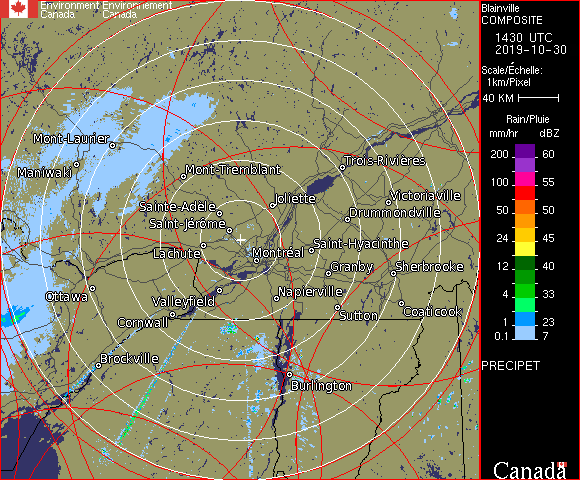 Environment Environnement
Canada Canada
Blainville
COMPOSITE
1430 UTC
2019-10-30
Scale/Échelle:
1km/Pixel
40 KM
Rain/Pluie
mm/hr dBZ
200 60
100 55
50 50
24 45
12 40
4 33
1 23
0.1 7
PRECIPET
Canada
Mont-Laurier
Maniwaki
Mont-Tremblant
Trois-Rivières
Joliette
Victoriaville
Sainte-Adèle
Drummondville
Saint-Jérôme
Saint-Hyacinthe
Lachute
Montréal
Granby
Sherbrooke
Ottawa
Valleyfield
Napierville
Cornwall
Sutton
Coaticook
Brockville
Burlington